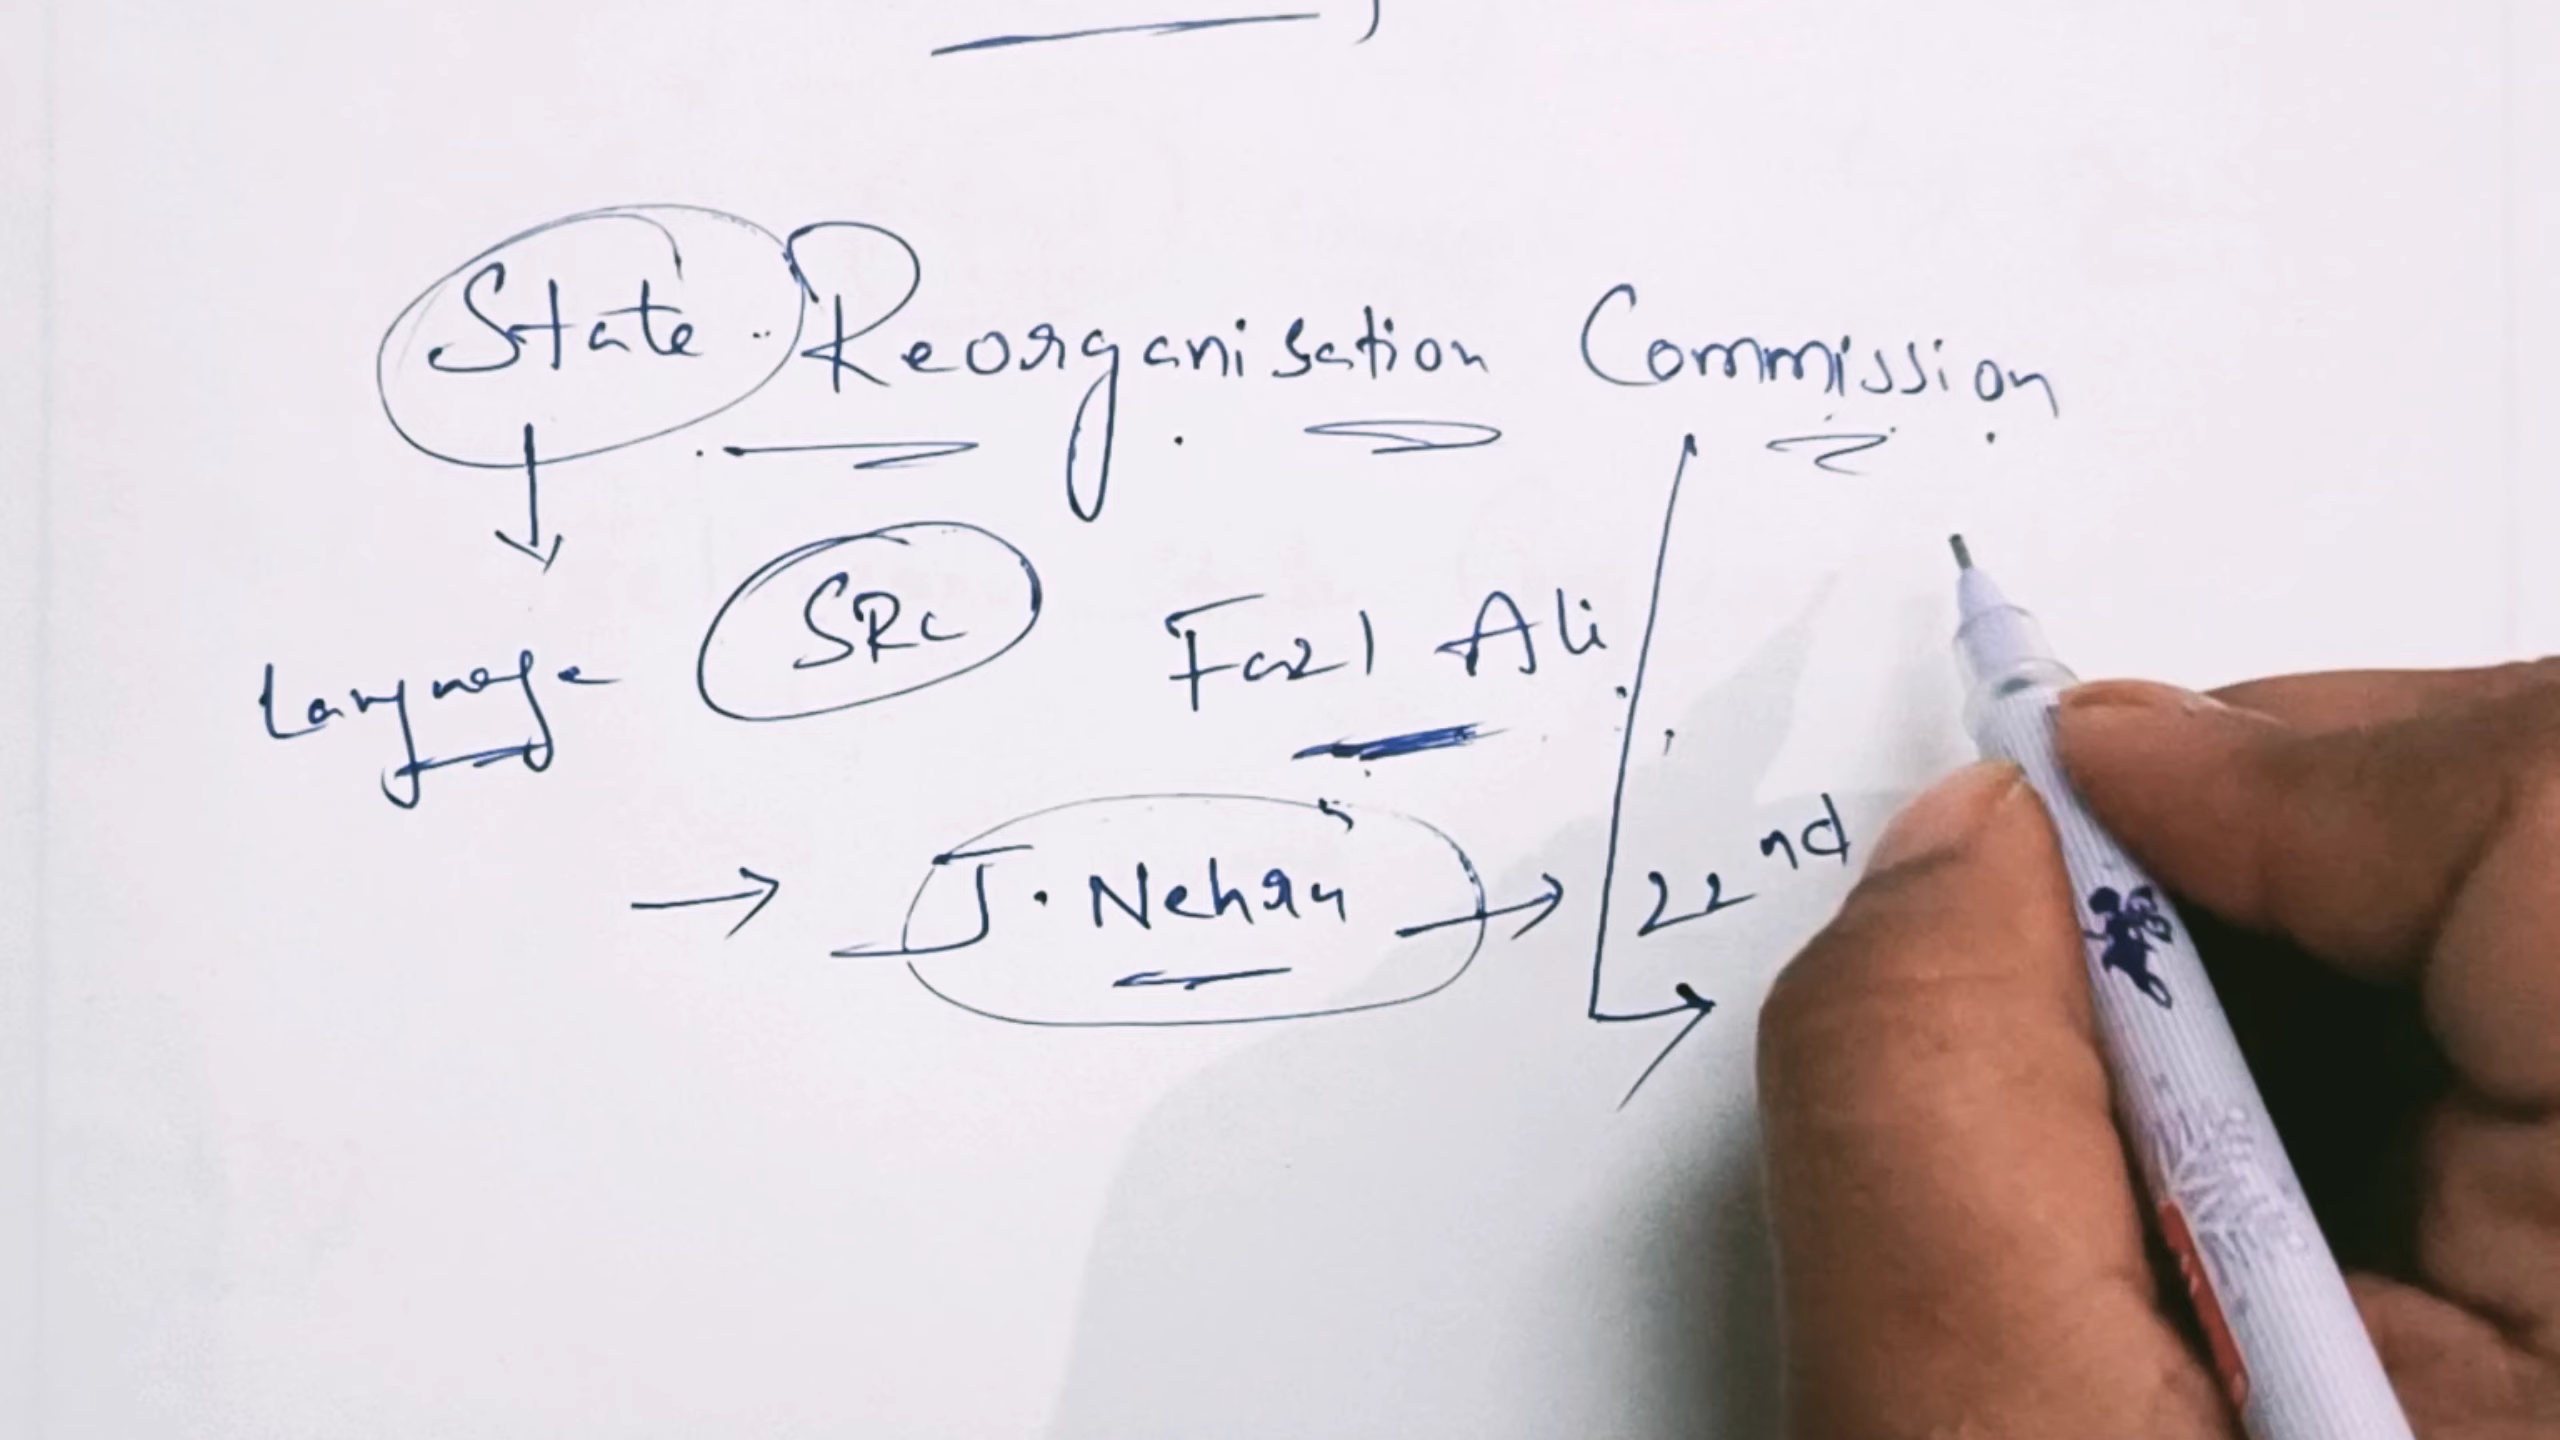 State Reorganisation Commission
SRC Fazl Ali
Language
J. Nehru 22nd